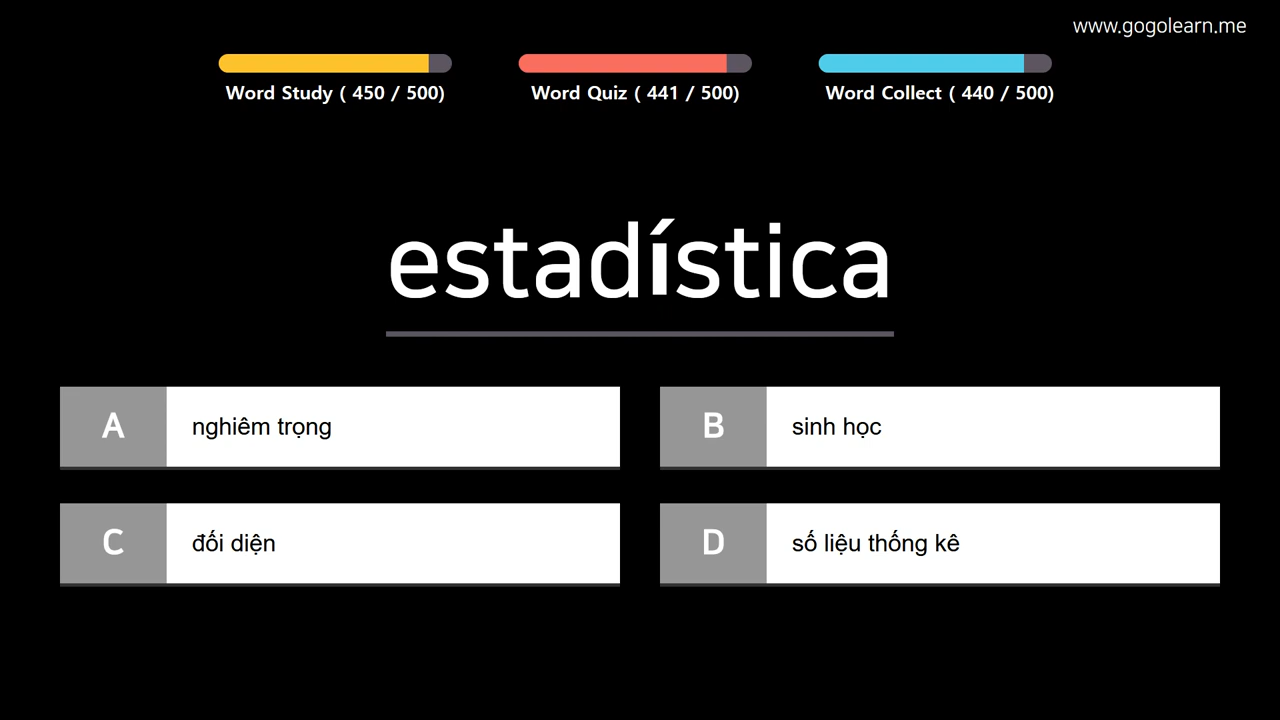 www.gogolearn.me
Word Study ( 450 / 500)
Word Quiz ( 441 / 500)
Word Collect ( 440 / 500)
estadística
A nghiêm trọng
B sinh học
C đối diện
D số liệu thống kê